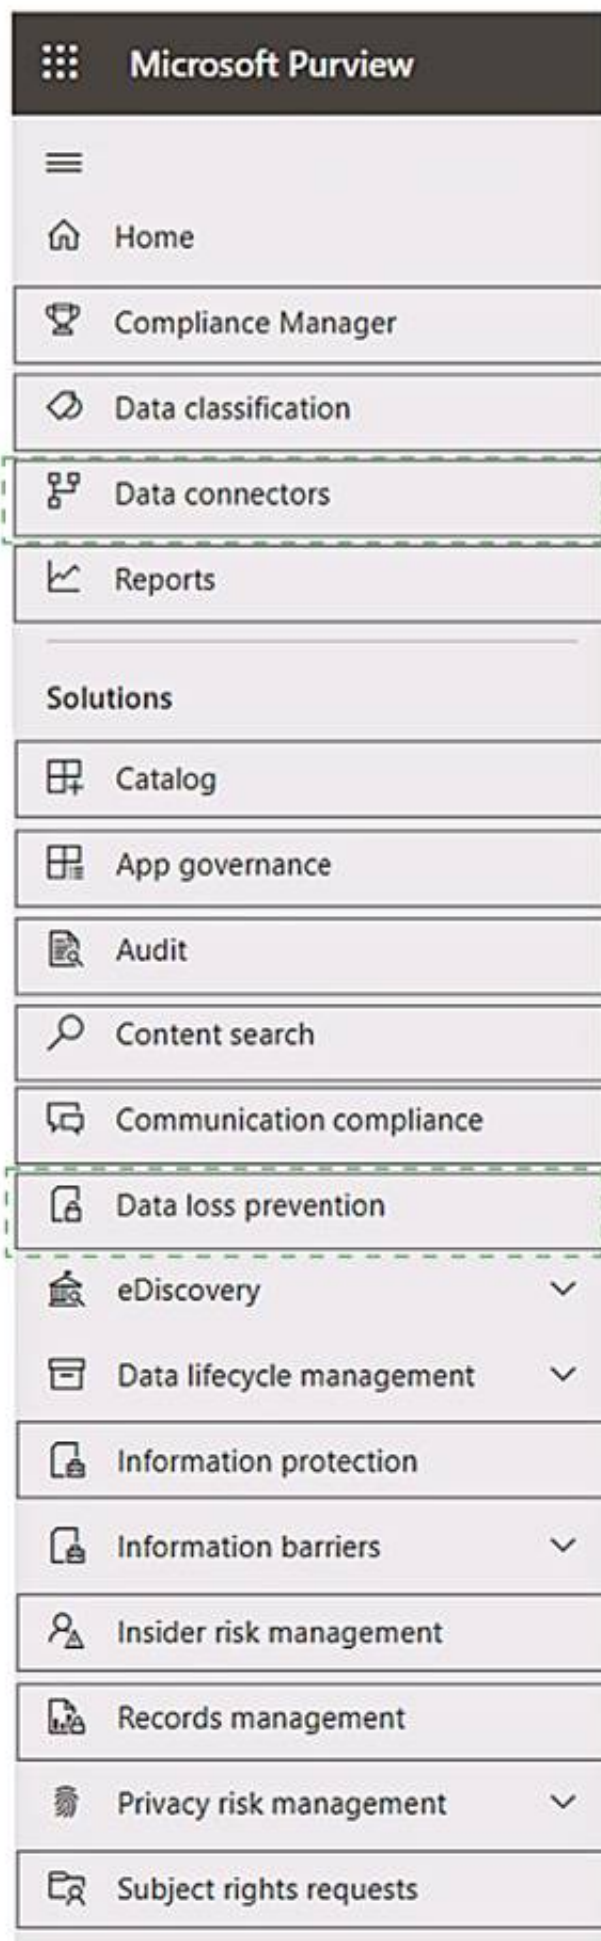 Microsoft Purview
Home
Compliance Manager
Data classification
Data connectors
Reports
Solutions
Catalog
App governance
Audit
Content search
Communication compliance
Data loss prevention
eDiscovery
Data lifecycle management
Information protection
Information barriers
Insider risk management
Records management
Privacy risk management
Subject rights requests